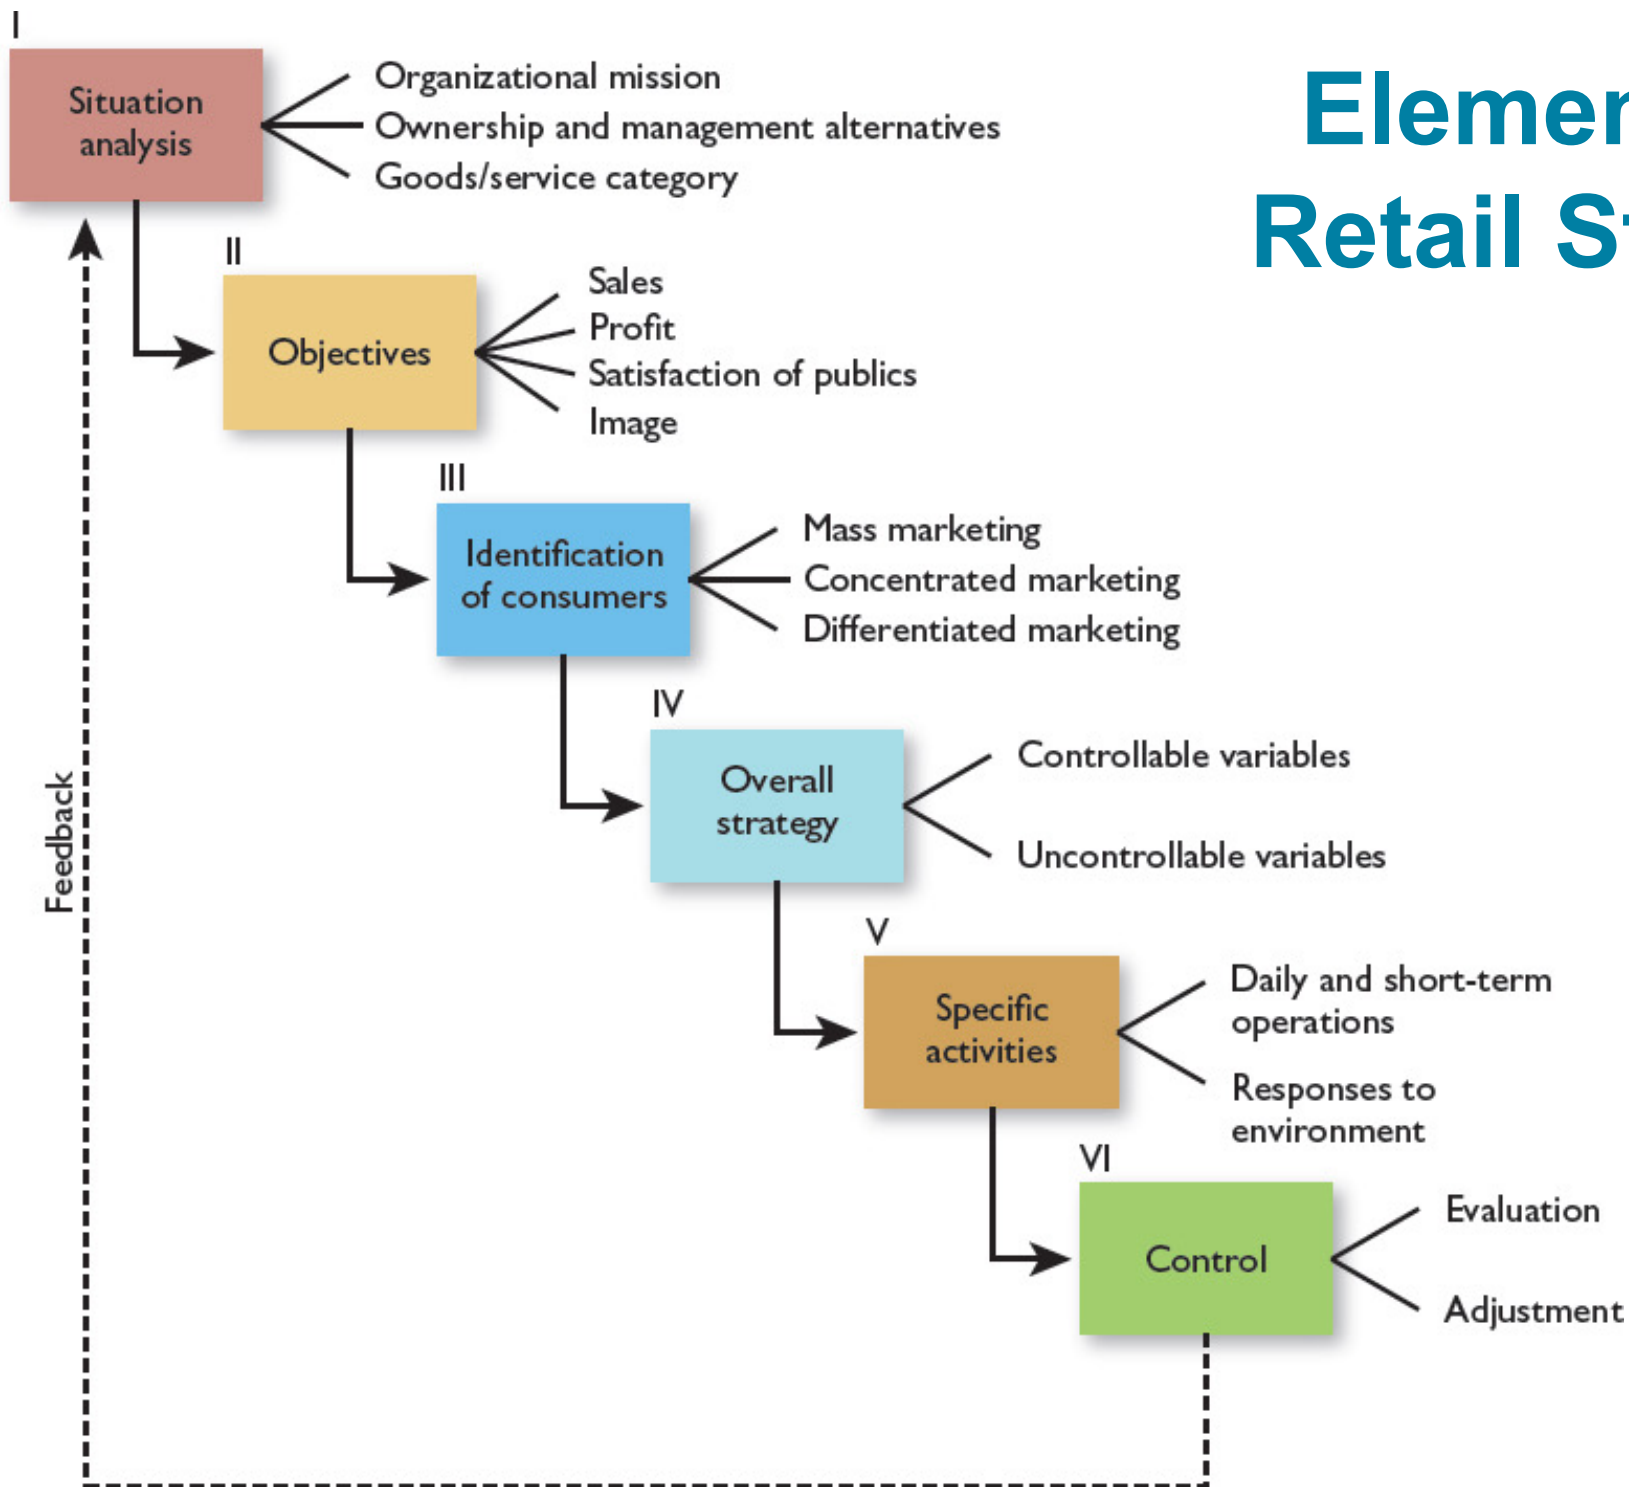 I
Situation
analysis
Organizational mission
Ownership and management alternatives
Goods/service category
Retail
II
Objectives
Sales
Profit
Satisfaction of publics
Image
III
Identification
of consumers
Mass marketing
Concentrated marketing
Differentiated marketing
IV
Overall
strategy
Controllable variables
Uncontrollable variables
Feedback
V
Specific
activities
Daily and short-term
operations
Responses to
environment
VI
Control
Evaluation
Adjustment